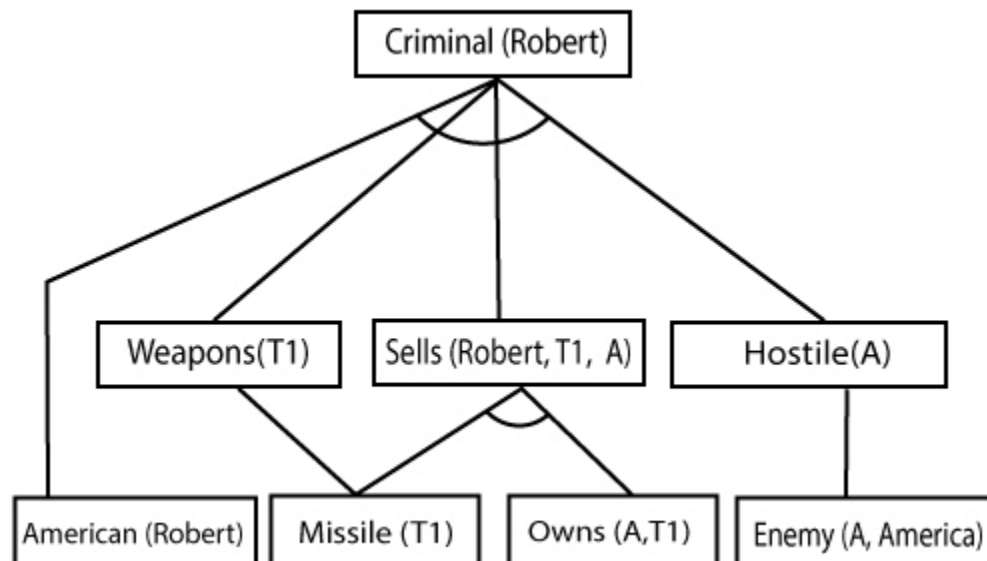 Criminal (Robert)
Weapons(T1)
Sells (Robert, T1, A)
Hostile(A)
American (Robert)
Missile (T1)
Owns (A,T1)
Enemy (A, America)